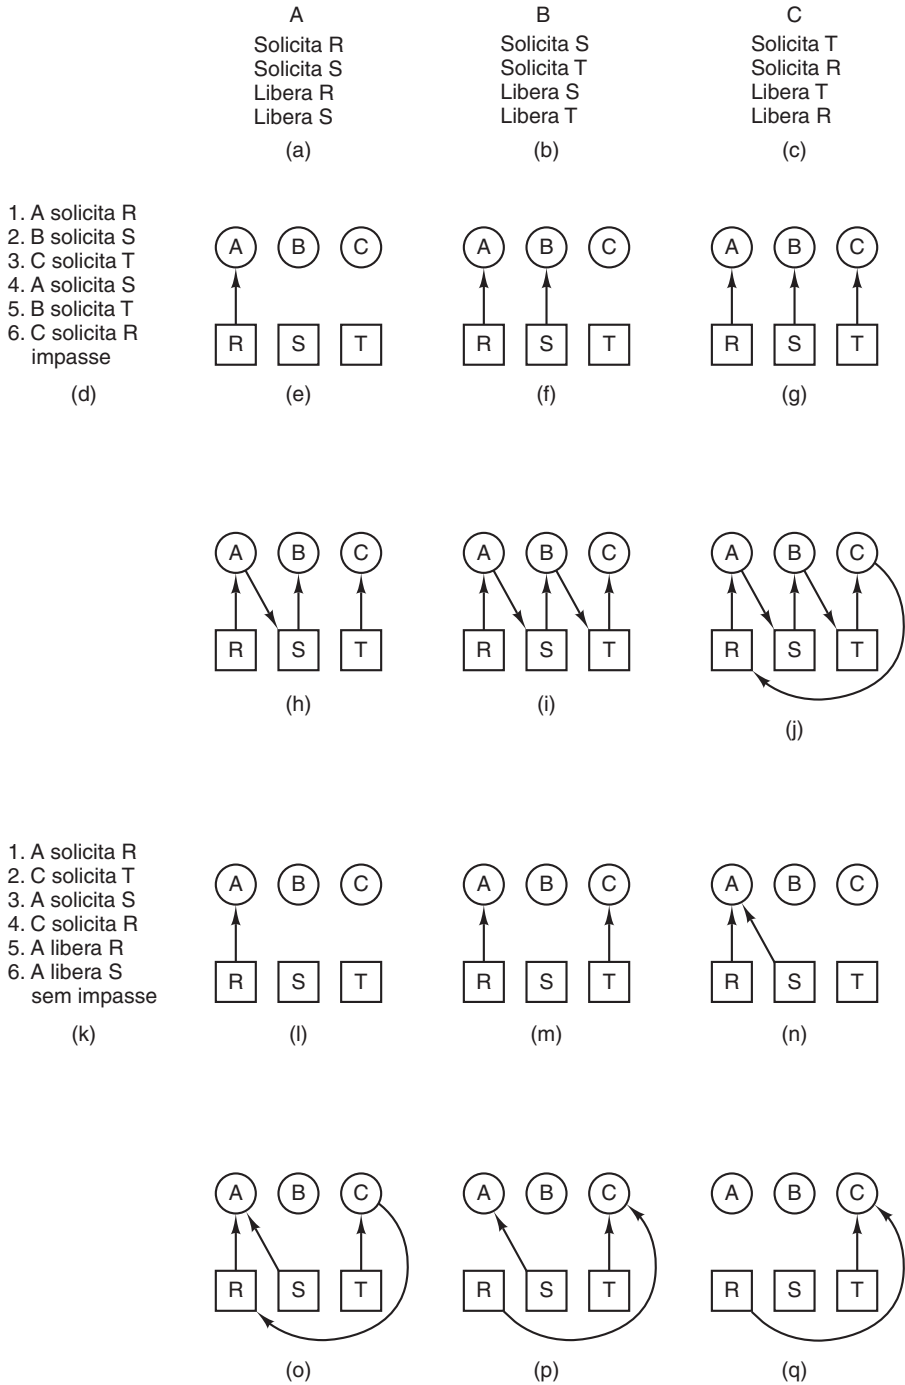 A B C
Solicita R Solicita S Solicita T
Solicita S Solicita T Solicita R
Libera R Libera S Libera T
Libera S Libera T Libera R
(a) (b) (c)
1. A solicita R
2. B solicita S
3. C solicita T
4. A solicita S
5. B solicita T
6. C solicita R
impasse
(d)
A B C A B C A B C
R S T R S T R S T
(e) (f) (g)
A B C A B C A B C
R S T R S T R S T
(h) (i) (j)
1. A solicita R
2. C solicita T
3. A solicita S
4. C solicita R
5. A libera R
6. A libera S
sem impasse
(k)
A B C A B C A B C
R S T R S T R S T
(l) (m) (n)
A B C A B C A B C
R S T R S T R S T
(o) (p) (q)